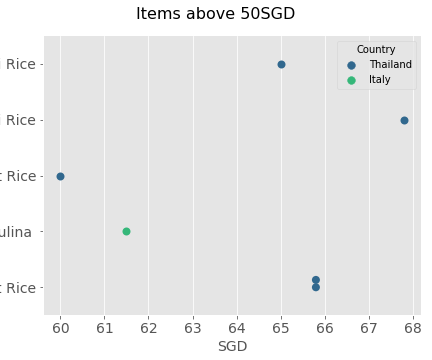 Items above 50SGD
Country
Thailand
Italy
Rice
Rice
Rice
Rice
60 61 62 63 64 65 66 67 68
SGD